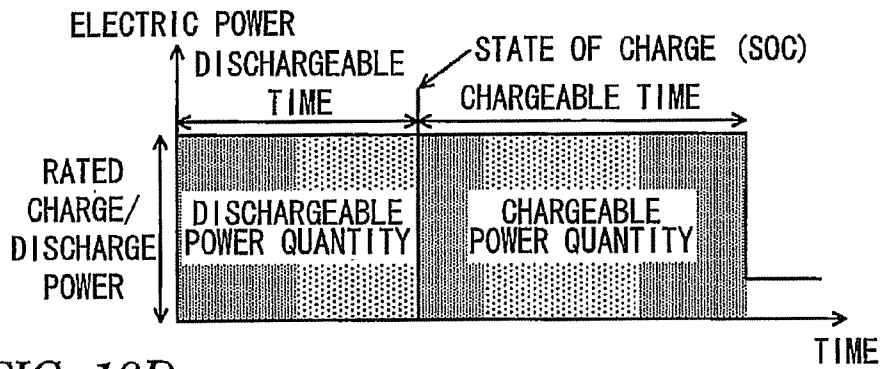 ELECTRIC POWER
DISCHARGEABLE
TIME
STATE OF CHARGE (SOC)
CHARGEABLE TIME
RATED
CHARGE/
DISCHARGE
POWER
DISCHARGEABLE
POWER QUANTITY
CHARGEABLE
POWER QUANTITY
TIME